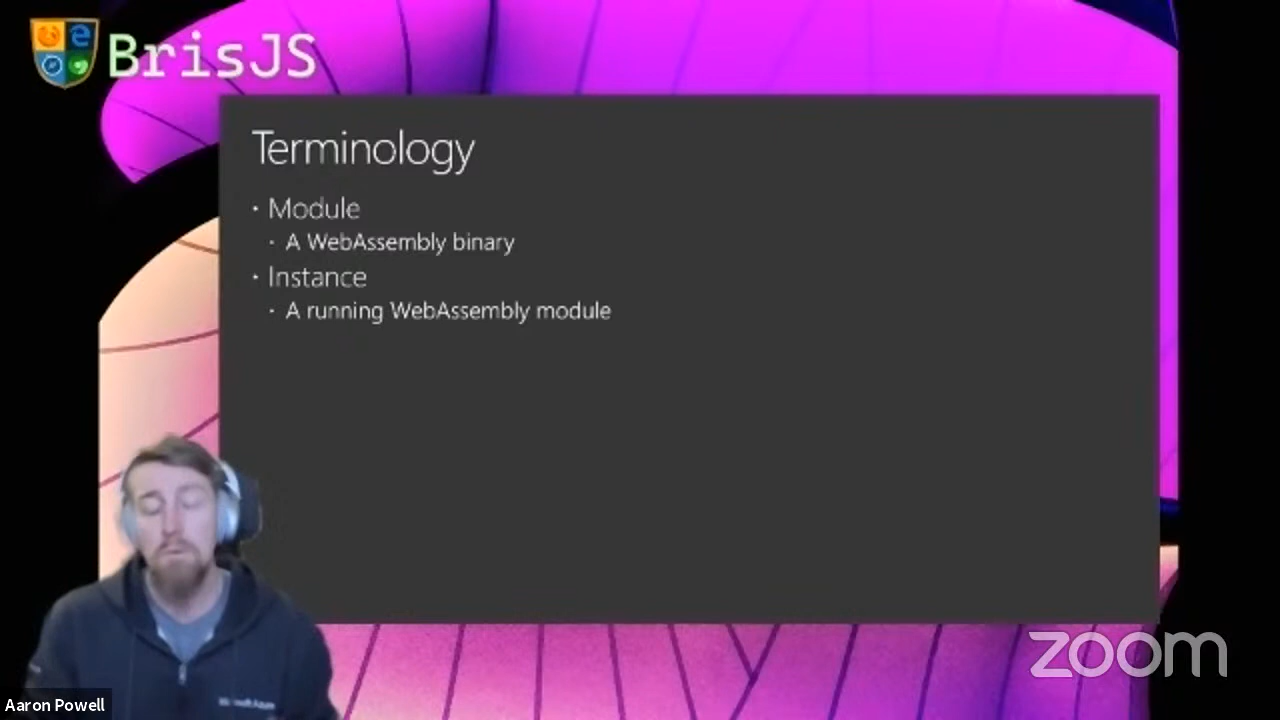 BrisJS
Terminology
• Module
• A WebAssembly binary
• Instance
• A running WebAssembly module
zoom
Aaron Powell